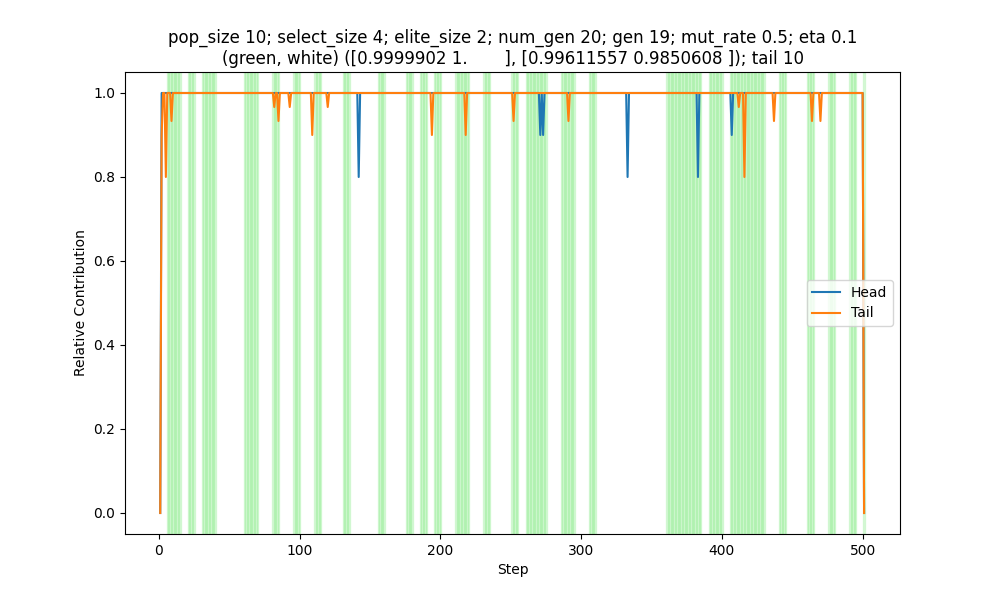 pop_size 10; select_size 4; elite_size 2; num_gen 20; gen 19; mut_rate 0.5; eta 0.1
(green, white) ([0.9999902 1.       ], [0.99611557 0.9850608 ]); tail 10
1.0
0.8
0.6
0.4
0.2
0.0
Relative Contribution
Head
Tail
0
100
200
300
400
500
Step